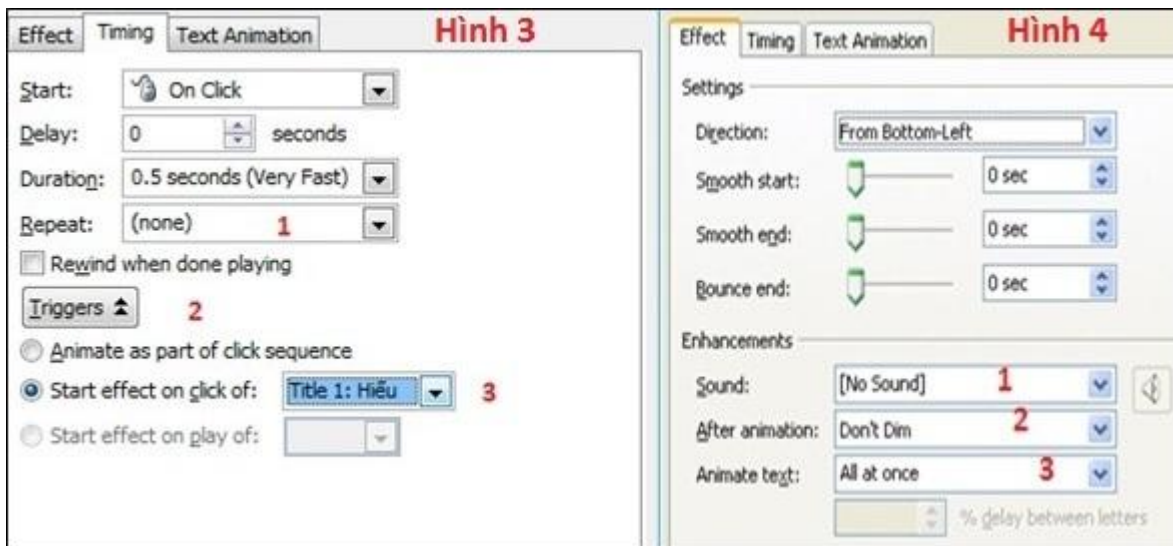 Effect Timing Text Animation Hình 3
Start: On Click
Delay: 0 seconds
Duration: 0.5 seconds (Very Fast)
Repeat: (none) 1
Rewind when done playing
Triggers 2
Animate as part of click sequence
Start effect on click of: Title 1: Hiếu 3
Start effect on play of:
Effect Timing Text Animation Hình 4
Settings
Direction: From Bottom-Left
Smooth start: 0 sec
Smooth end: 0 sec
Bounce end: 0 sec
Enhancements
Sound: [No Sound] 1
After animation: Don't Dim 2
Animate text: All at once 3
% delay between letters